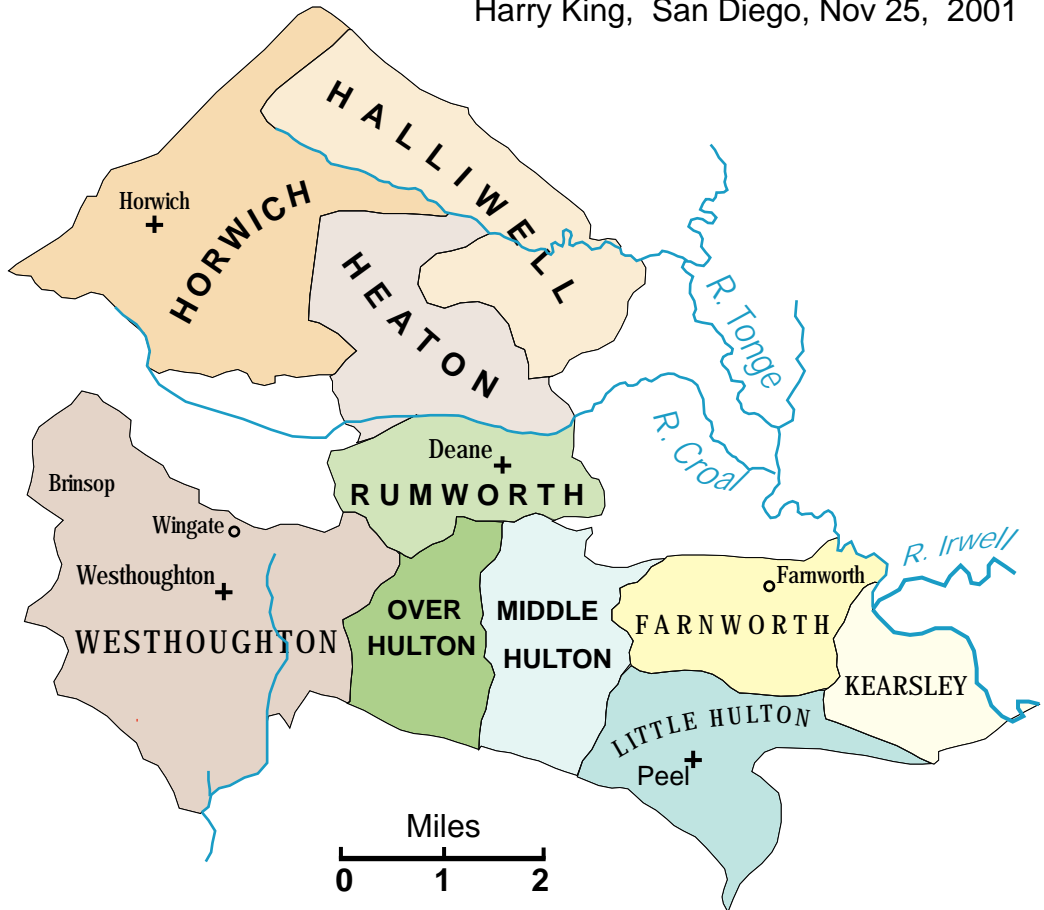 Harry King, San Diego, Nov 25, 2001
HALLIWELL
Horwich
HORWICH
HEATON
R. Tonge
R. Croal
Deane
RUMWORTH
Brinsop
Wingate
Westhoughton
WESTHOUGHTON
OVER
HULTON
MIDDLE
HULTON
R. Irwell
Farnworth
FARNWORTH
KEARSLEY
LITTLE HULTON
Peel
Miles
0 1 2